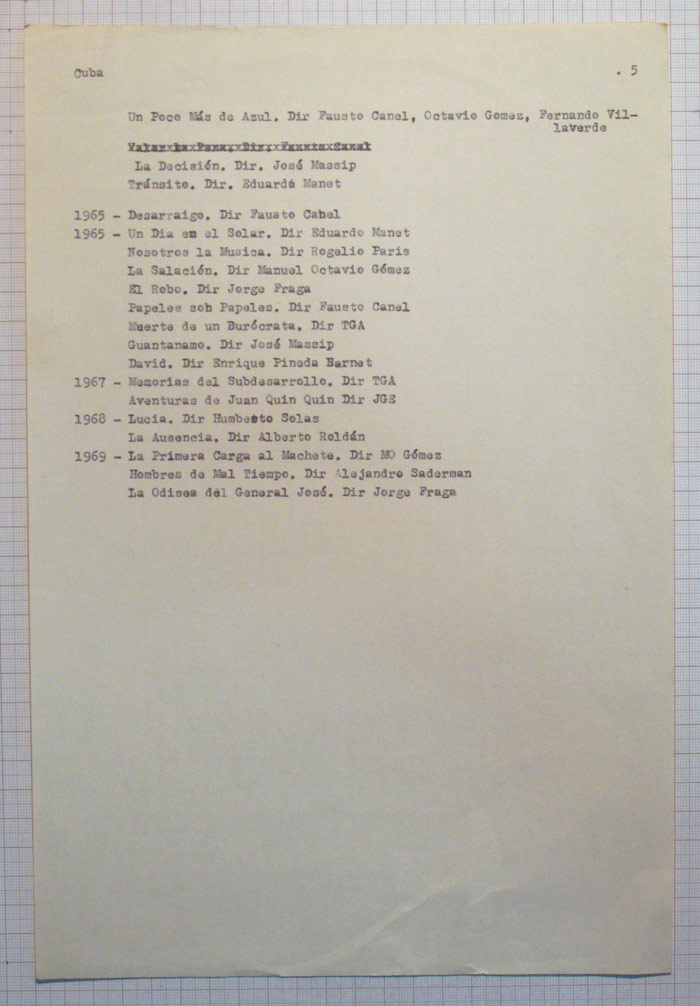 Cuba . 5
Un Poco Más de Azul. Dir Fausto Canel, Octavio Gomez, Fernando Vil-
laverde
La Decisión. Dir. José Massip
Tránsito. Dir. Eduardo Manet
1965 - Desarraigo. Dir Fausto Cabel
1965 - Un Dia en el Solar. Dir Eduardo Manet
Nosotros la Musica. Dir Rogelio Paris
La Salación. Dir Manuel Octavio Gómez
El Robo. Dir Jorge Fraga
Papeles sob Papeles. Dir Fausto Canel
Muerte de un Burócrata. Dir TGA
Guantanamo. Dir José Massip
David. Dir Enrique Pineda Barnet
1967 - Memorias del Subdesarrollo. Dir TGA
Aventuras de Juan Quin Quin Dir JGE
1968 - Lucia. Dir Humberto Solas
La Ausencia. Dir Alberto Roldán
1969 - La Primera Carga al Machete. Dir MO Gómez
Hombres de Mal Tiempo. Dir Alejandro Saderman
La Odisea del General José. Dir Jorge Fraga